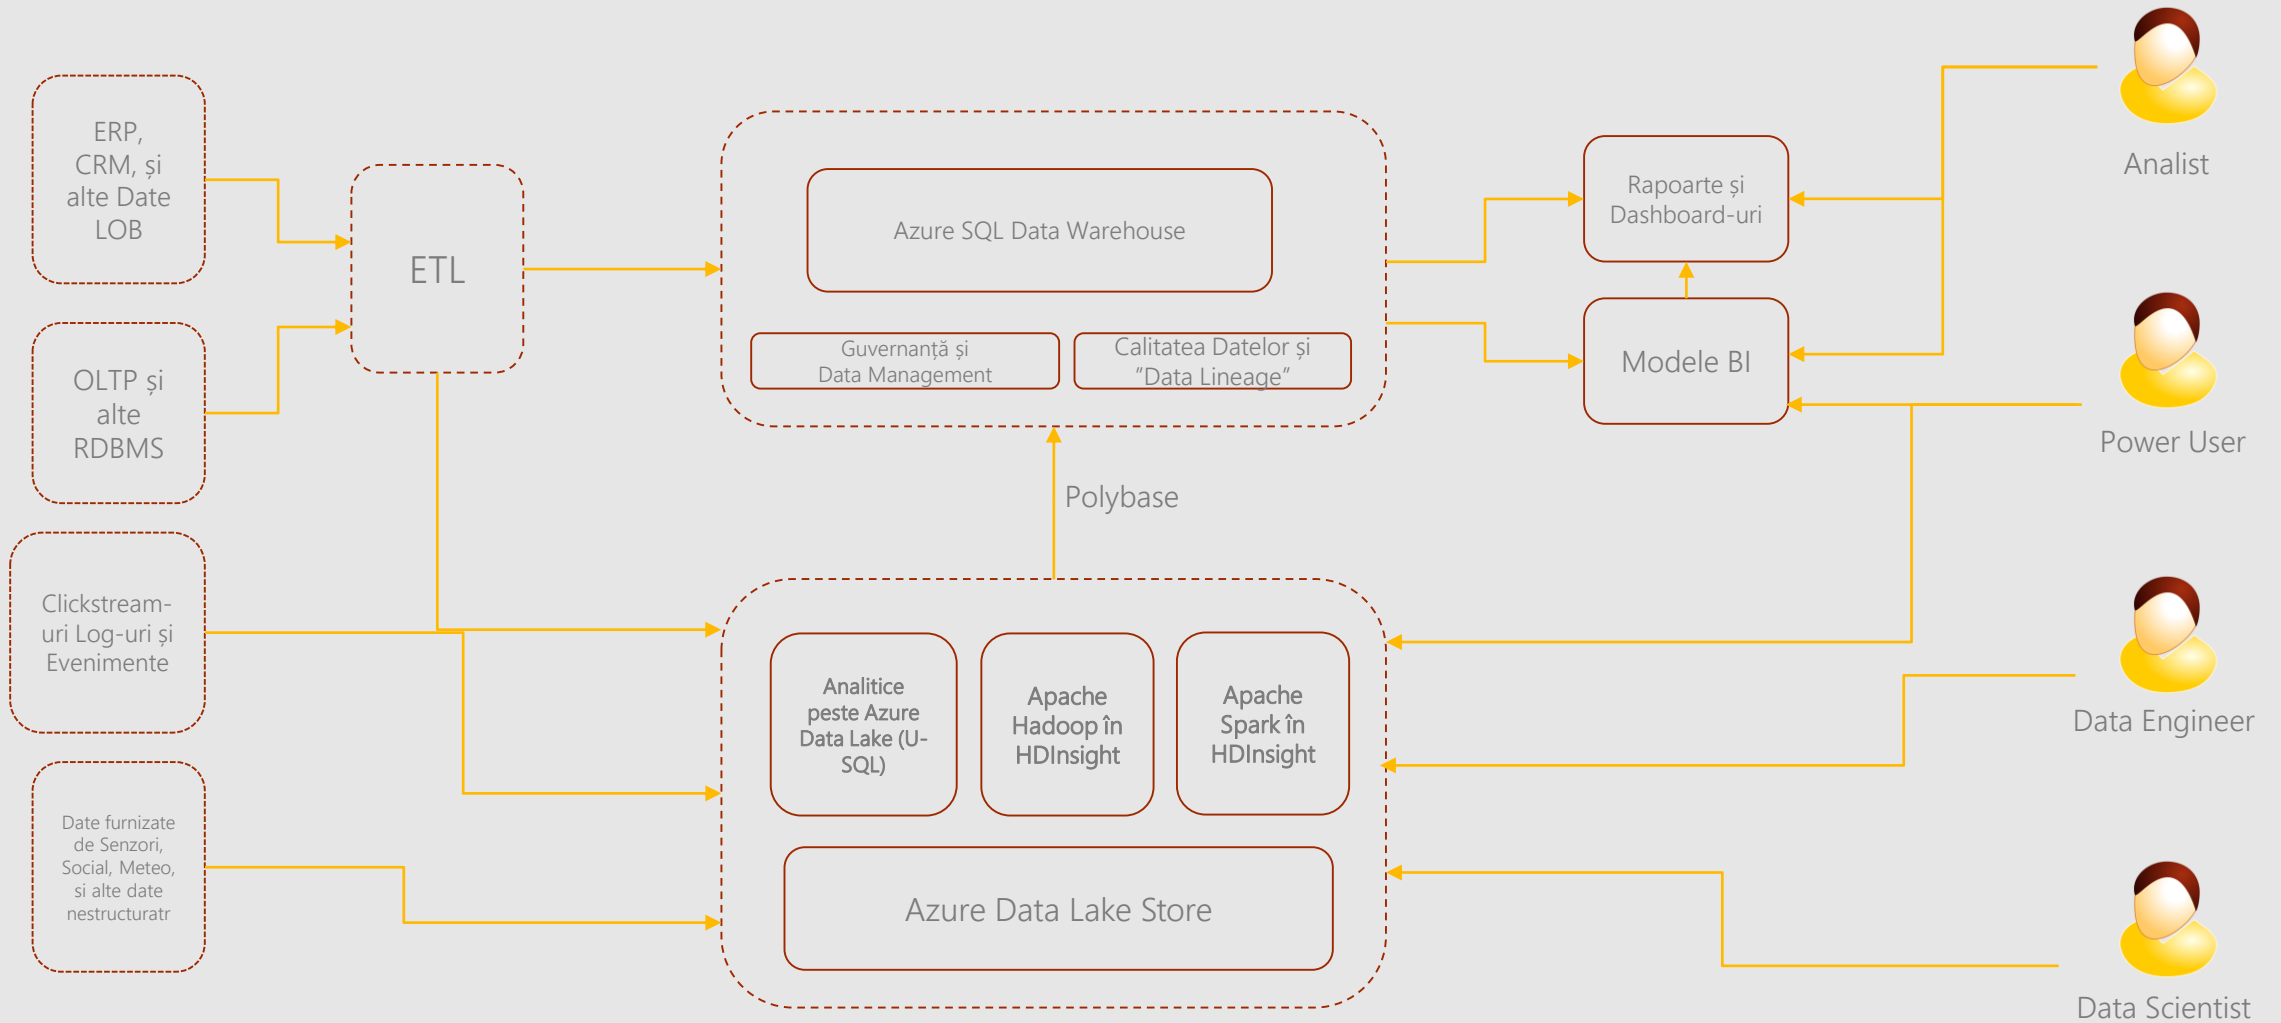 ERP,
CRM, și
alte Date
LOB
OLTP și
alte
RDBMS
Clickstream-
uri Log-uri și
Evenimente
Date furnizate
de Senzori,
Social, Meteo,
si alte date
nestructuratr
ETL
Azure SQL Data Warehouse
Guvernanță și
Data Management
Calitatea Datelor și
”Data Lineage”
Polybase
Analitice
peste Azure
Data Lake (U-
SQL)
Apache
Hadoop în
HDInsight
Apache
Spark în
HDInsight
Azure Data Lake Store
Rapoarte și
Dashboard-uri
Modele BI
Analist
Power User
Data Engineer
Data Scientist